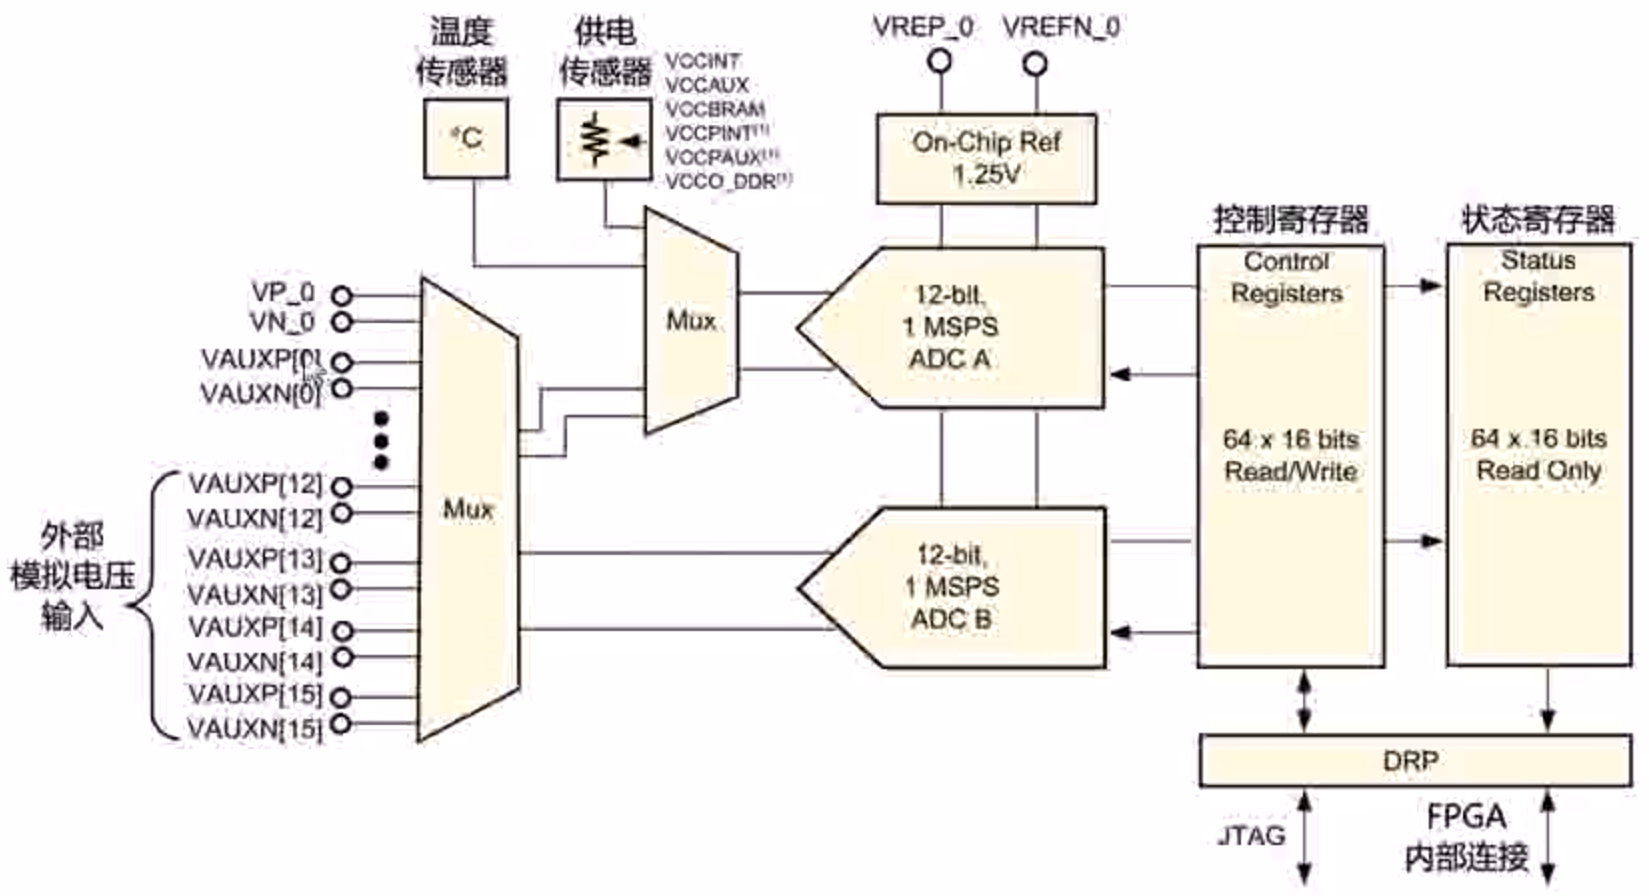 温度
传感器
°C
供电
传感器
VCCINT
VCCAUX
VCCBRAM
VCCPINT(1)
VCCPAUX(1)
VCCO_DDR(1)
VREP_0
VREFN_0
On-Chip Ref
1.25V
控制寄存器
状态寄存器
Control
Registers
64 x 16 bits
Read/Write
Status
Registers
64 x 16 bits
Read Only
VP_0
VN_0
VAUXP[0]
VAUXN[0]
VAUXP[12]
VAUXN[12]
VAUXP[13]
VAUXN[13]
VAUXP[14]
VAUXN[14]
VAUXP[15]
VAUXN[15]
外部
模拟电压
输入
Mux
Mux
12-bit,
1 MSPS
ADC A
12-bit,
1 MSPS
ADC B
DRP
JTAG
FPGA
内部连接